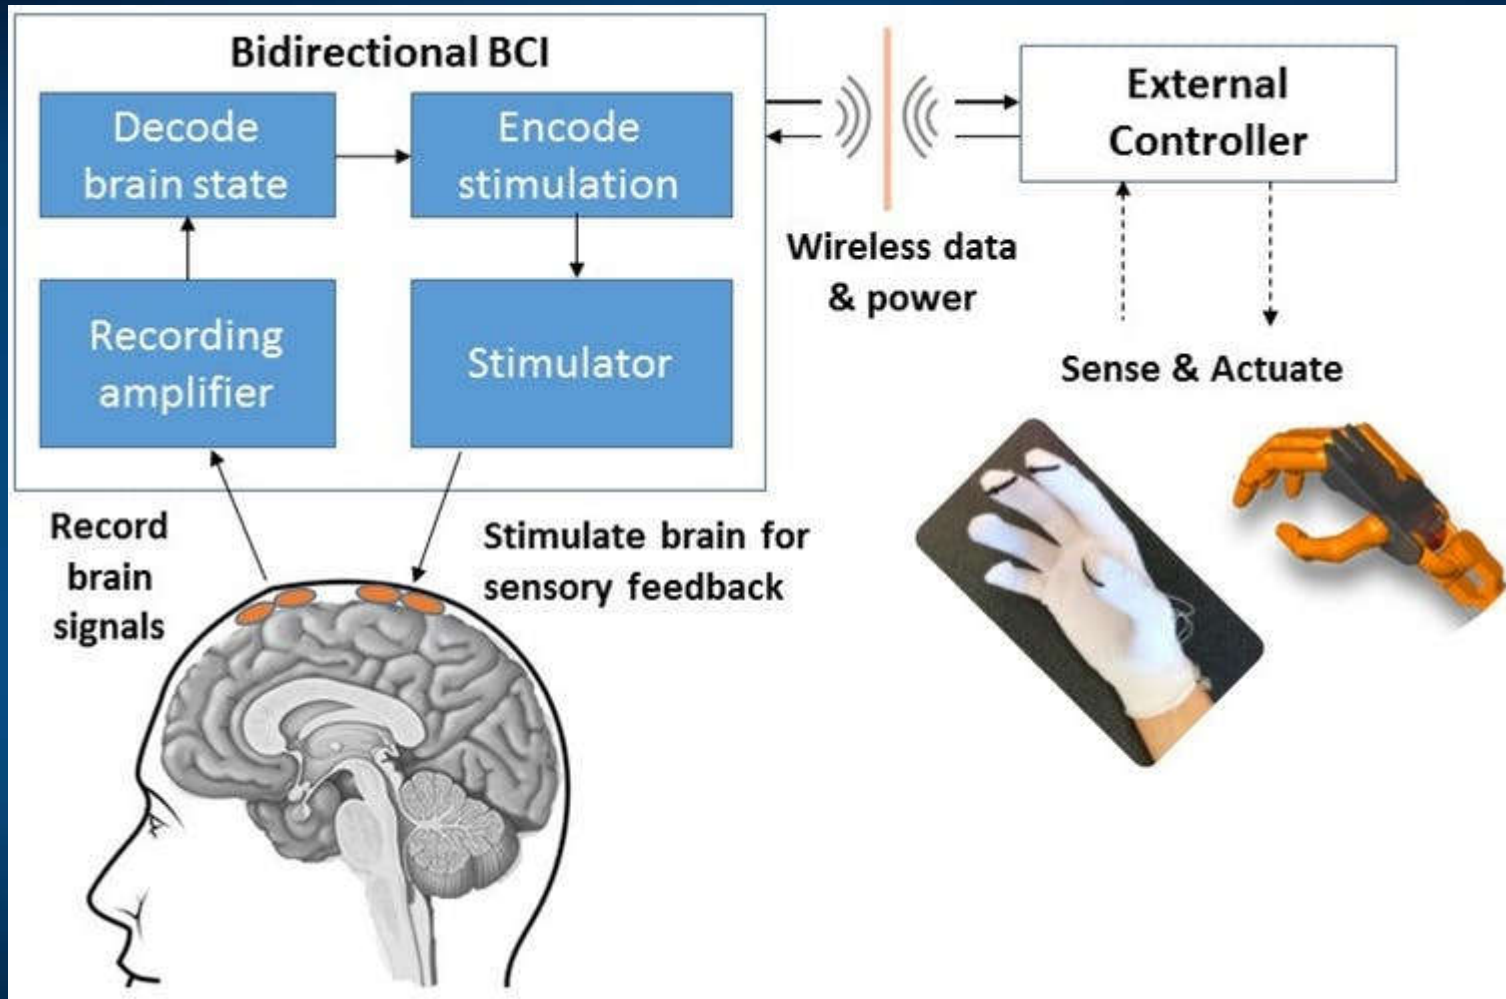 Bidirectional BCI
Decode
brain state
Encode
stimulation
Recording
amplifier
Stimulator
Record
brain
signals
Stimulate brain for
sensory feedback
Wireless data
& power
External
Controller
Sense & Actuate